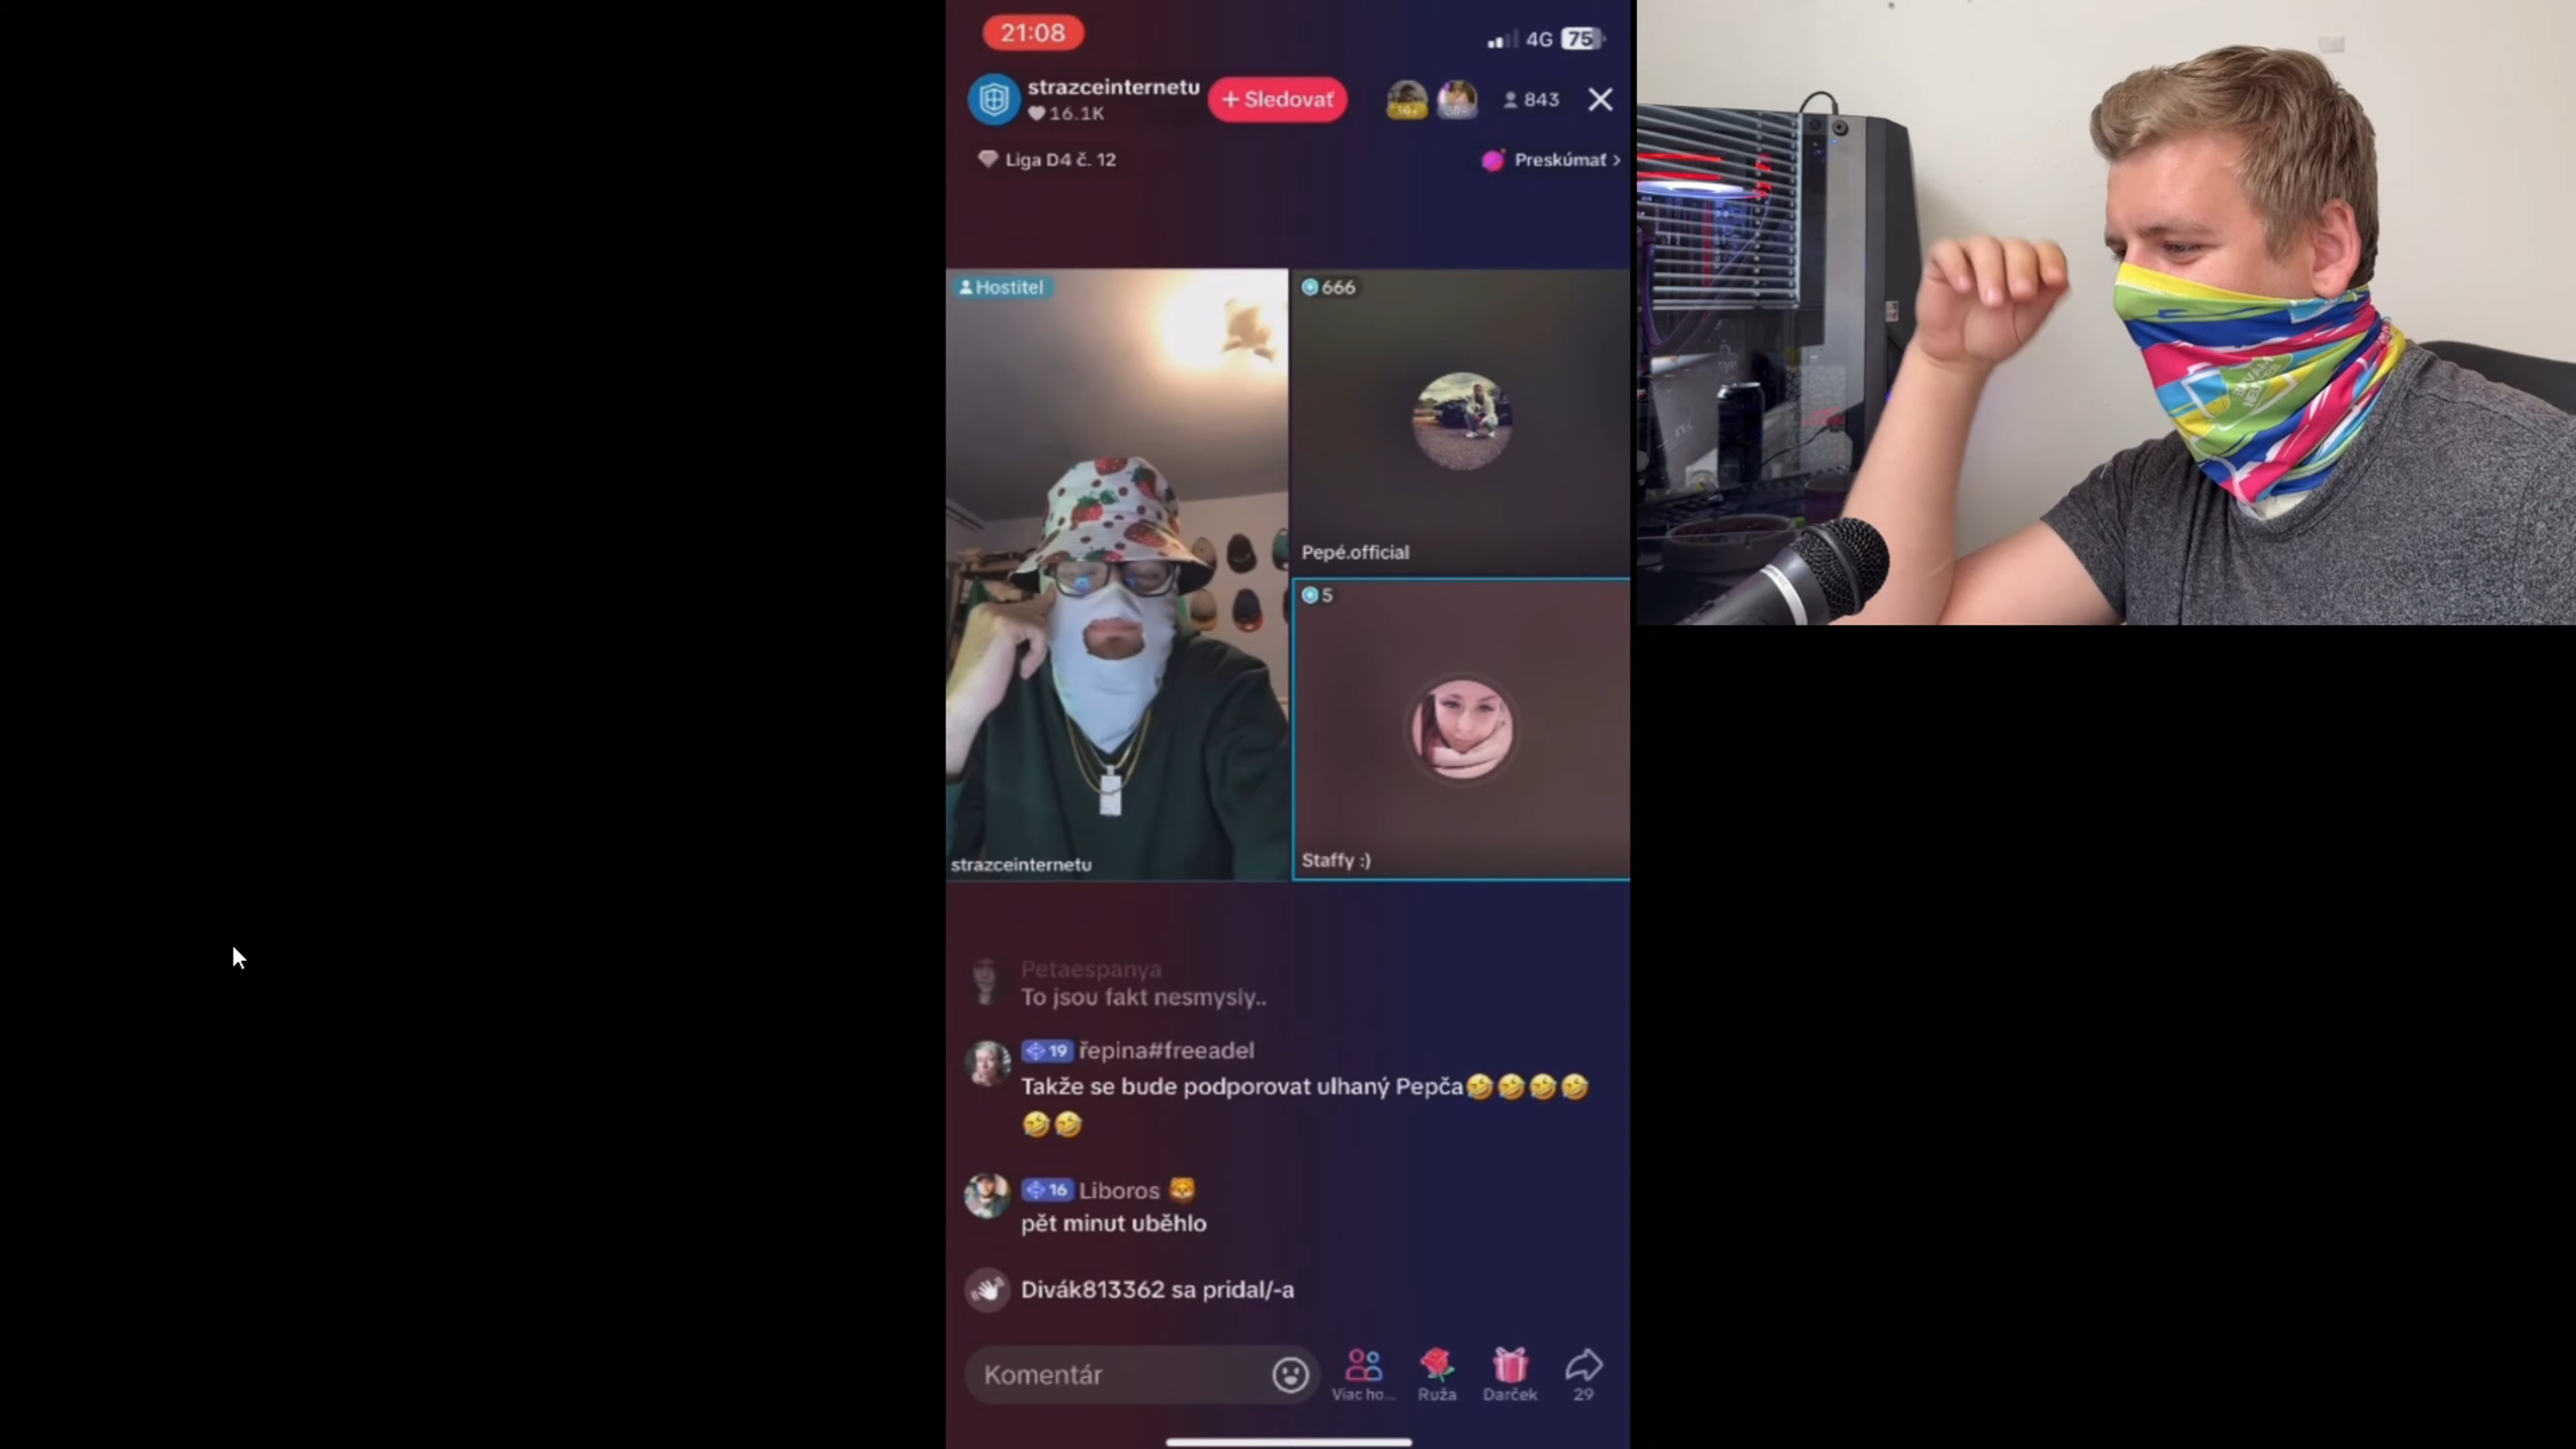 21:08
4G 75
strazceinternetu
16.1K
+ Sledovať
843
Liga D4 č. 12
Preskúmať >
Hostitel
666
Pepé.official
5
strazceinternetu
Staffy :)
Petaespanya
To jsou fakt nesmysly..
19 řepina#freeadel
Takže se bude podporovat ulhaný Pepča🤣🤣🤣🤣
🤣🤣
16 Liboros 🐯
pět minut uběhlo
Divák813362 sa pridal/-a
Komentár
Viac ho...
Ruža
Darček
29